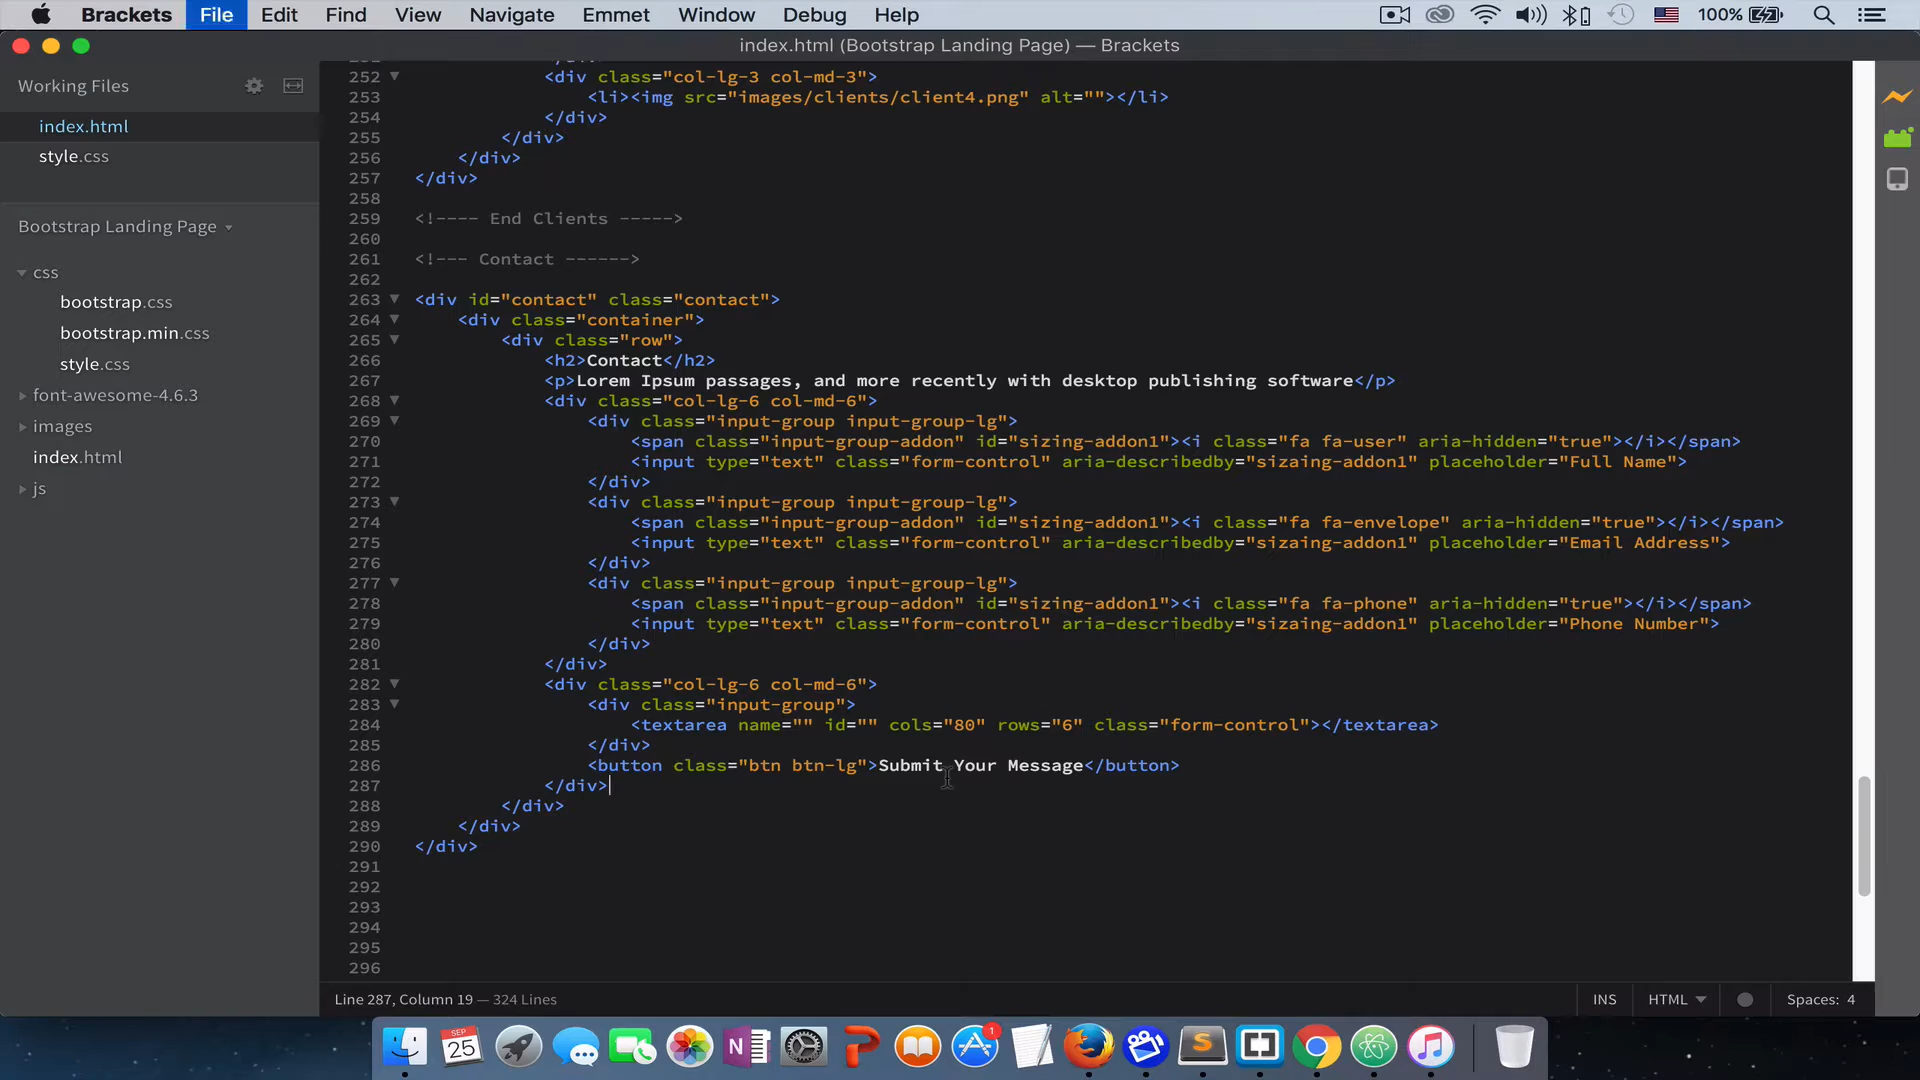 Brackets File Edit Find View Navigate Emmet Window Debug Help 100%
index.html (Bootstrap Landing Page) — Brackets
Working Files
index.html
style.css
Bootstrap Landing Page
css
bootstrap.css
bootstrap.min.css
style.css
font-awesome-4.6.3
images
index.html
js
252 <div class="col-lg-3 col-md-3">
253 <li><img src="images/clients/client4.png" alt=""></li>
254 </div>
255 </div>
256 </div>
257 </div>
258
259 <!---- End Clients ----->
260
261 <!--- Contact ------>
262
263 <div id="contact" class="contact">
264 <div class="container">
265 <div class="row">
266 <h2>Contact</h2>
267 <p>Lorem Ipsum passages, and more recently with desktop publishing software</p>
268 <div class="col-lg-6 col-md-6">
269 <div class="input-group input-group-lg">
270 <span class="input-group-addon" id="sizing-addon1"><i class="fa fa-user" aria-hidden="true"></i></span>
271 <input type="text" class="form-control" aria-describedby="sizaing-addon1" placeholder="Full Name">
272 </div>
273 <div class="input-group input-group-lg">
274 <span class="input-group-addon" id="sizing-addon1"><i class="fa fa-envelope" aria-hidden="true"></i></span>
275 <input type="text" class="form-control" aria-describedby="sizaing-addon1" placeholder="Email Address">
276 </div>
277 <div class="input-group input-group-lg">
278 <span class="input-group-addon" id="sizing-addon1"><i class="fa fa-phone" aria-hidden="true"></i></span>
279 <input type="text" class="form-control" aria-describedby="sizaing-addon1" placeholder="Phone Number">
280 </div>
281 </div>
282 <div class="col-lg-6 col-md-6">
283 <div class="input-group">
284 <textarea name="" id="" cols="80" rows="6" class="form-control"></textarea>
285 </div>
286 <button class="btn btn-lg">Submit Your Message</button>
287 </div>
288 </div>
289 </div>
290 </div>
291
292
293
294
295
296
Line 287, Column 19 — 324 Lines
INS HTML Spaces: 4
SEP
25
N
1
S